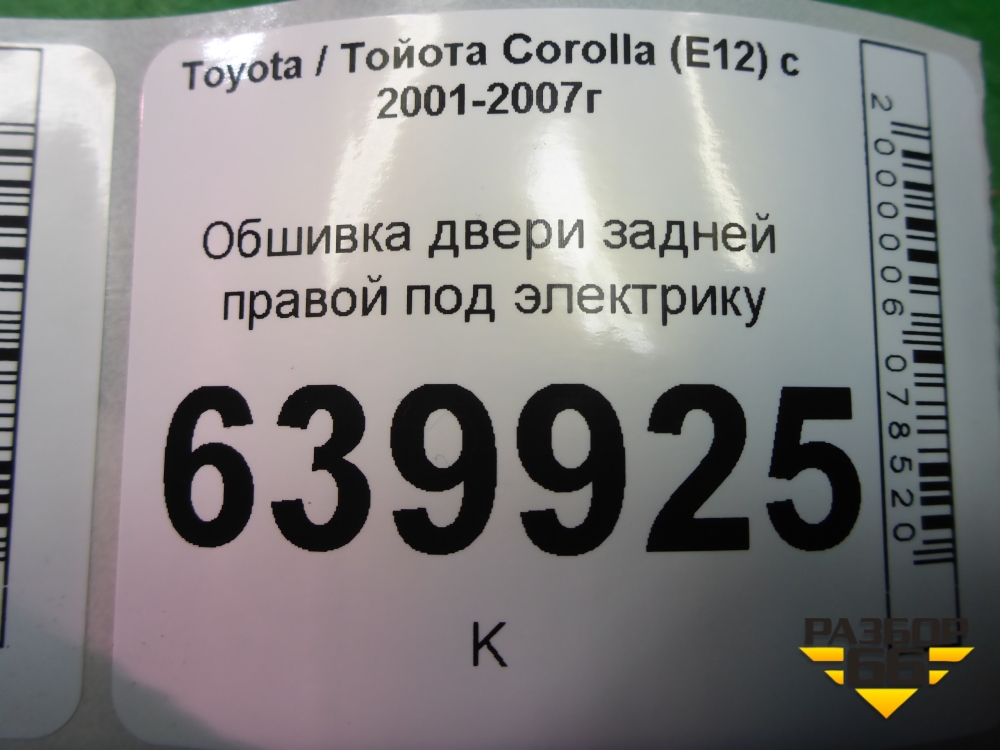 Toyota / Тойота Corolla (E12) с
2001-2007г
Обшивка двери задней
правой под электрику
639925
К
2000006078520
РАЗБОР
66